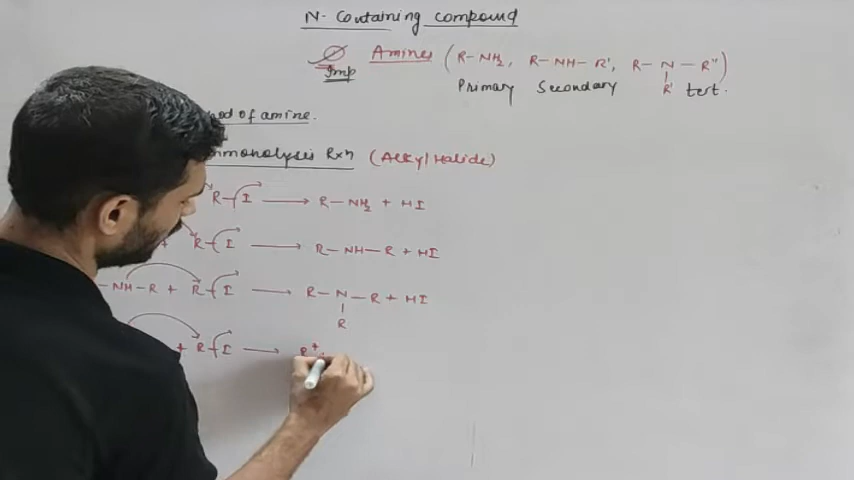 N- Containing compound
Imp Amines (R-NH₂, R-NH-R', R-N-R")
R'
Primary Secondary tert.
of amine.
Rxn (Alkyl Halide)
R-I → R-NH₂ + HI
+ R-I → R-NH-R + HI
-NH-R + R-I → R-N-R + HI
R
+ R-I → R⁺